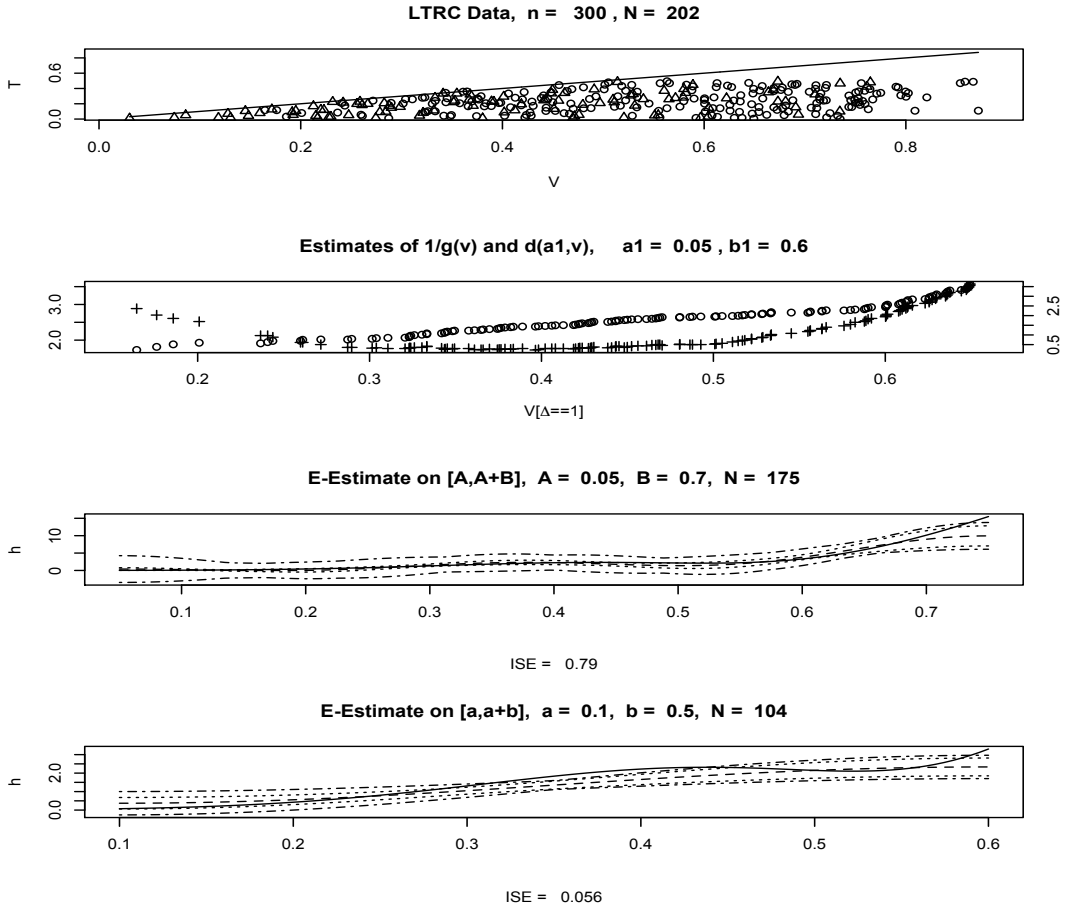 LTRC Data, n = 300 , N = 202
T
0.0 0.6
0.0 0.2 0.4 0.6 0.8
V
Estimates of 1/g(v) and d(a1,v), a1 = 0.05 , b1 = 0.6
2.0 3.0
0.5 2.5
0.2 0.3 0.4 0.5 0.6
V[Δ==1]
E-Estimate on [A,A+B], A = 0.05, B = 0.7, N = 175
h
0 10
0.1 0.2 0.3 0.4 0.5 0.6 0.7
ISE = 0.79
E-Estimate on [a,a+b], a = 0.1, b = 0.5, N = 104
h
0.0 2.0
0.1 0.2 0.3 0.4 0.5 0.6
ISE = 0.056